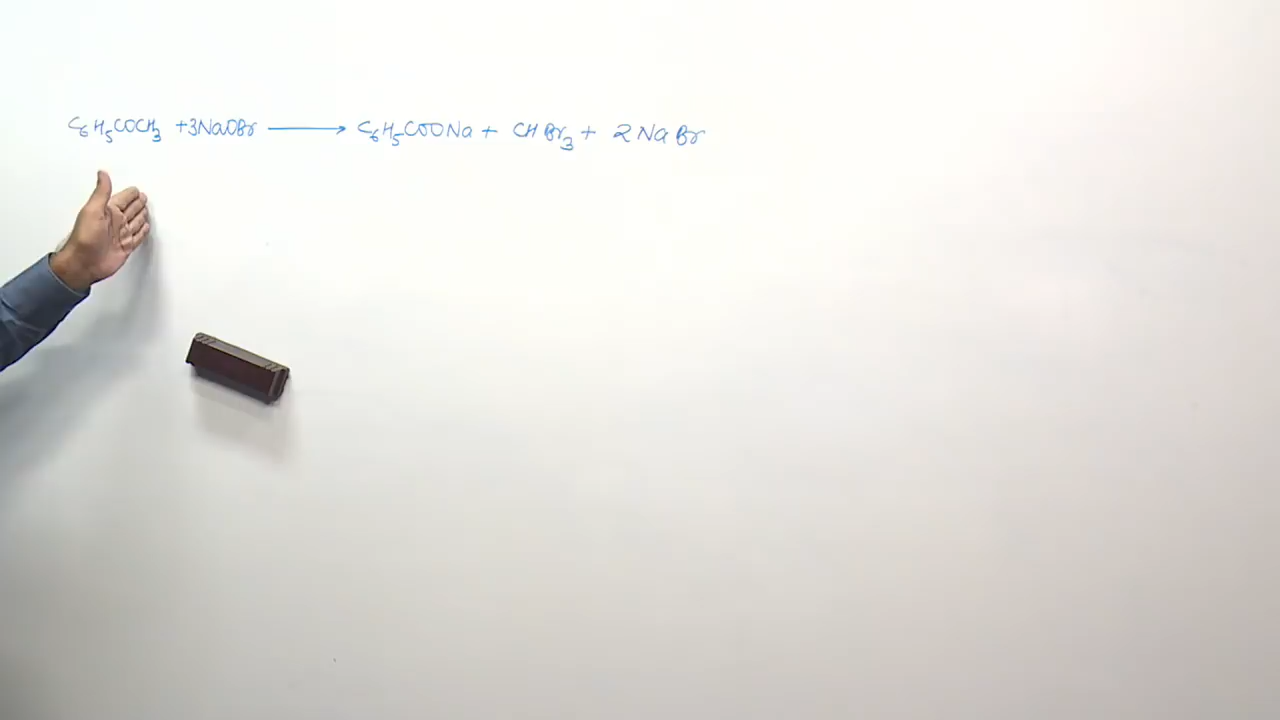 C₆H₅COCH₃ +3NaOBr ⟶ C₆H₅COONa + CHBr₃ + 2NaBr